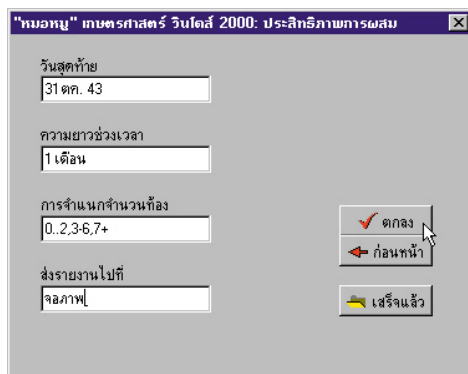 "หมอหมู" เกษตรศาสตร์ วินโดส์ 2000: ประสิทธิภาพการผสม
วันสุดท้าย
31 ตค. 43
ความยาวช่วงเวลา
1 เดือน
การจำแนกจำนวนท้อง
0..2,3-6,7+
ตกลง
ก่อนหน้า
ส่งรายงานไปที่
จอภาพ
เสร็จแล้ว